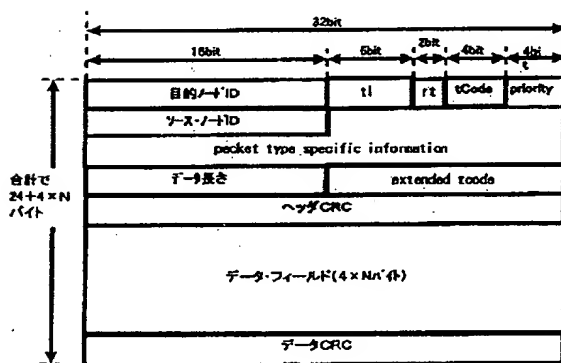 32bit
16bit 6bit 2bit 4bit 4bit
目的ノードID tl rt tCode priority
ソース・ノードID
packet type specific information
データ長さ extended tcode
ヘッダCRC
合計で
24+4×N
バイト
データ・フィールド(4×Nバイト)
データCRC